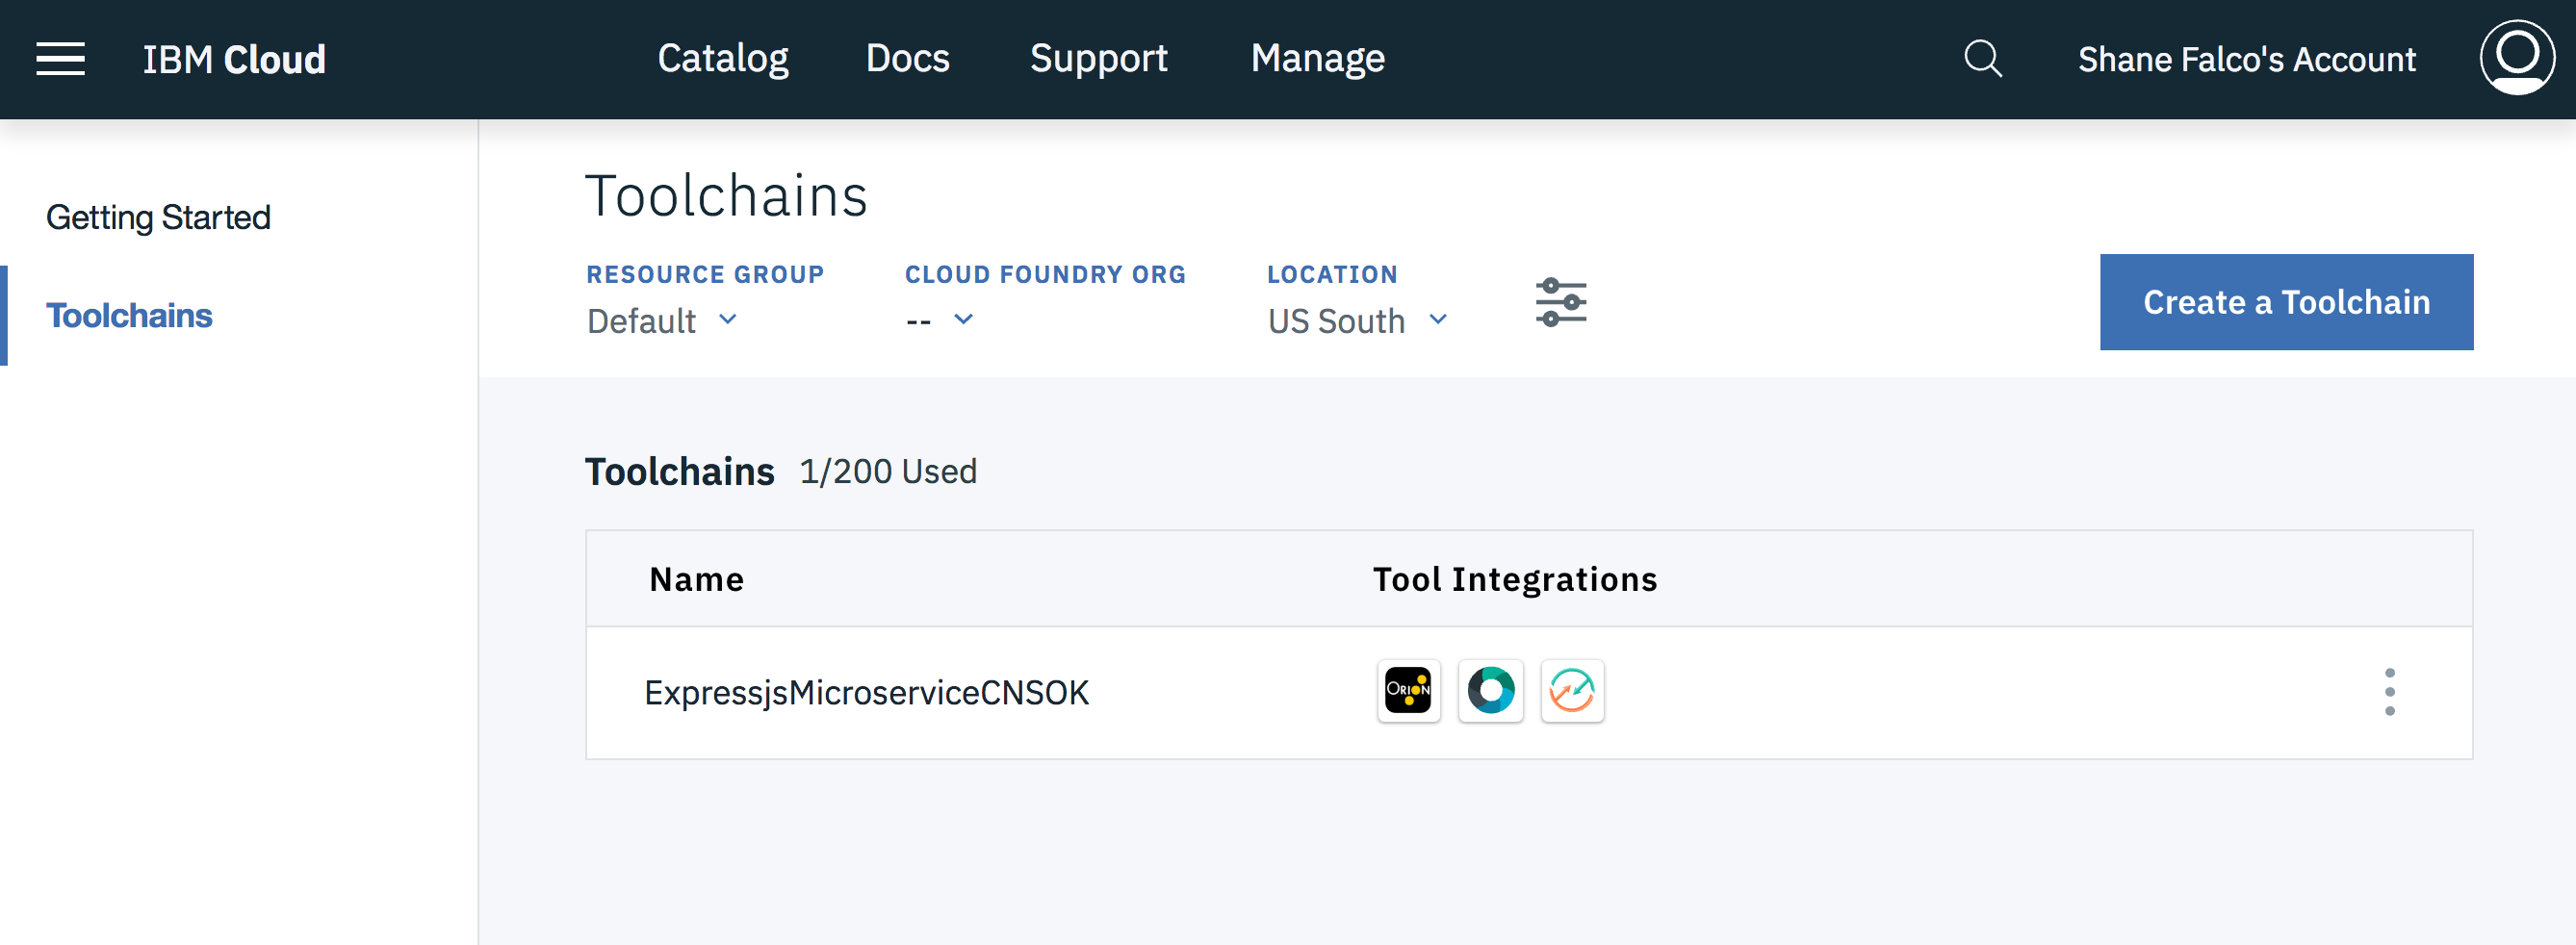 IBM Cloud
Catalog
Docs
Support
Manage
Shane Falco's Account
Getting Started
Toolchains
Toolchains
RESOURCE GROUP
Default
CLOUD FOUNDRY ORG
--
LOCATION
US South
Create a Toolchain
Toolchains 1/200 Used
Name
Tool Integrations
ExpressjsMicroserviceCNSOK
ORION